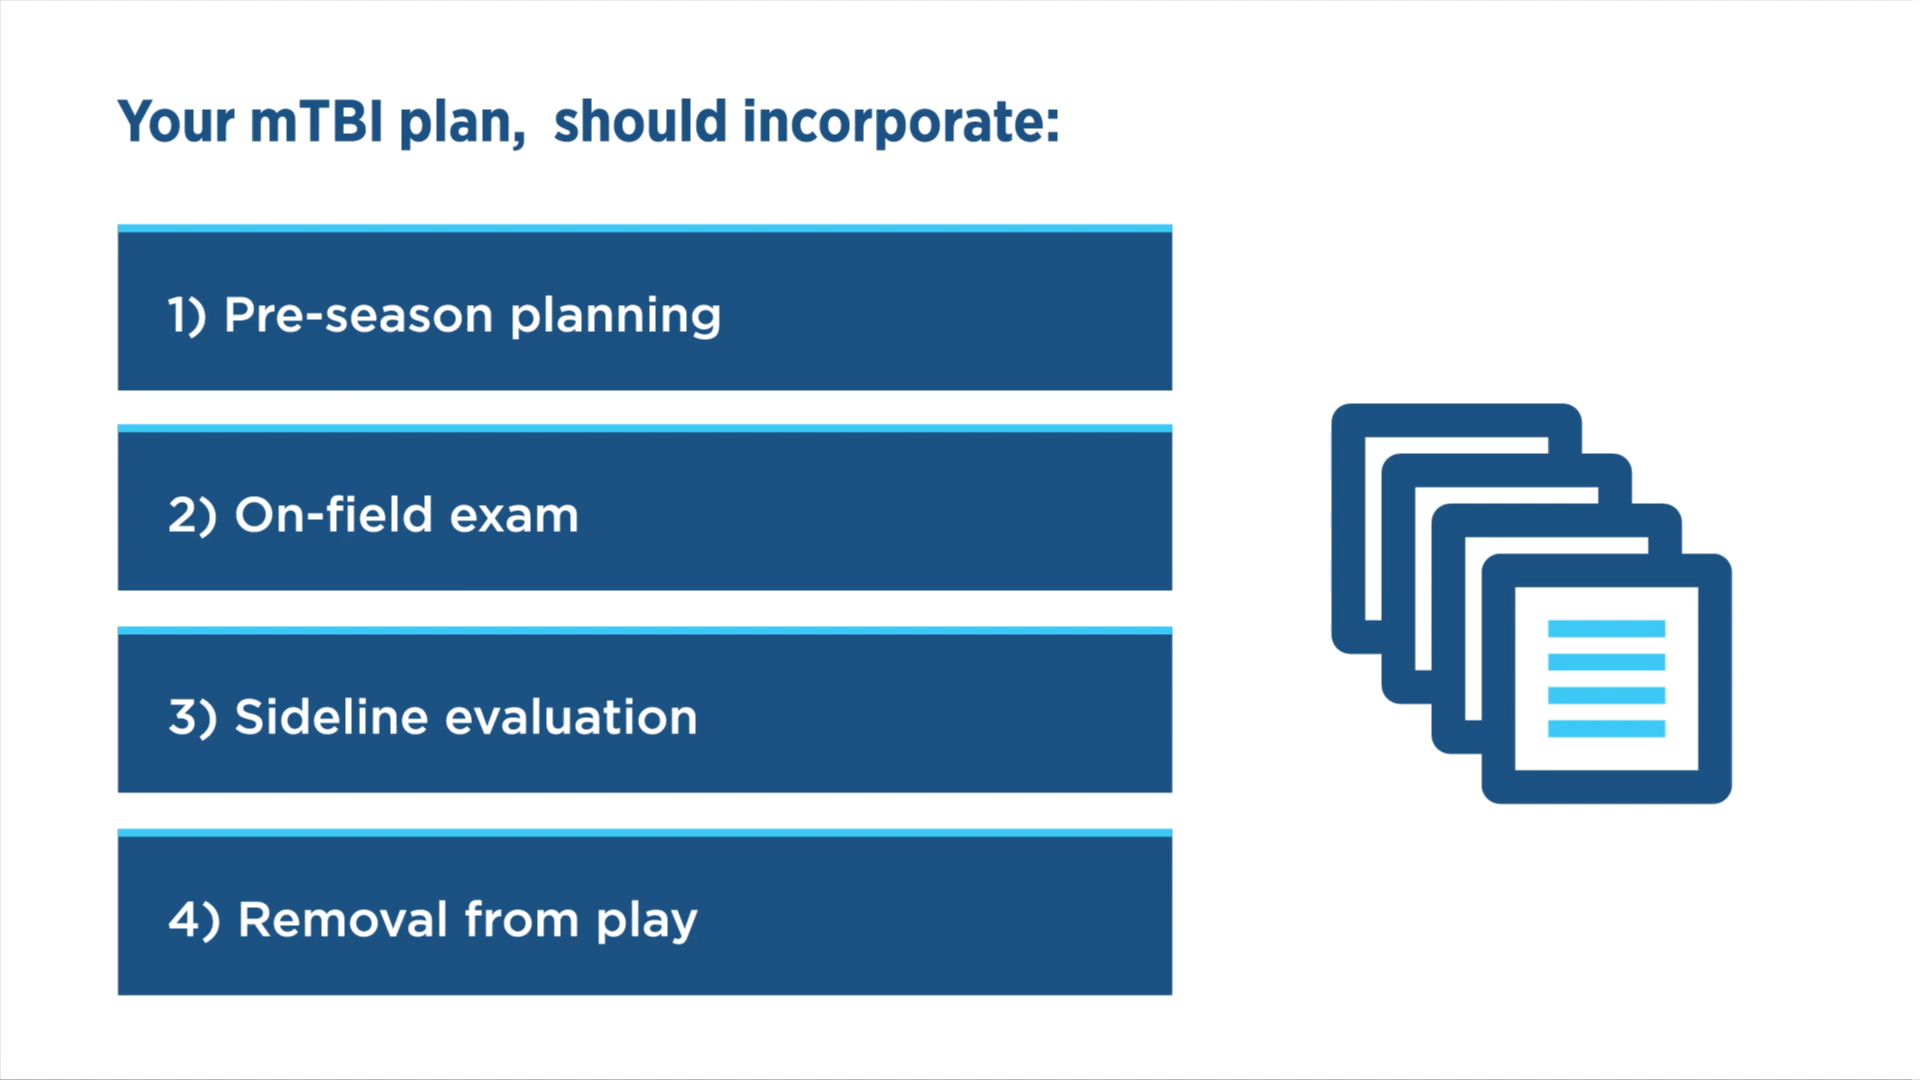 Your mTBI plan,  should incorporate:
1) Pre-season planning
2) On-field exam
3) Sideline evaluation
4) Removal from play